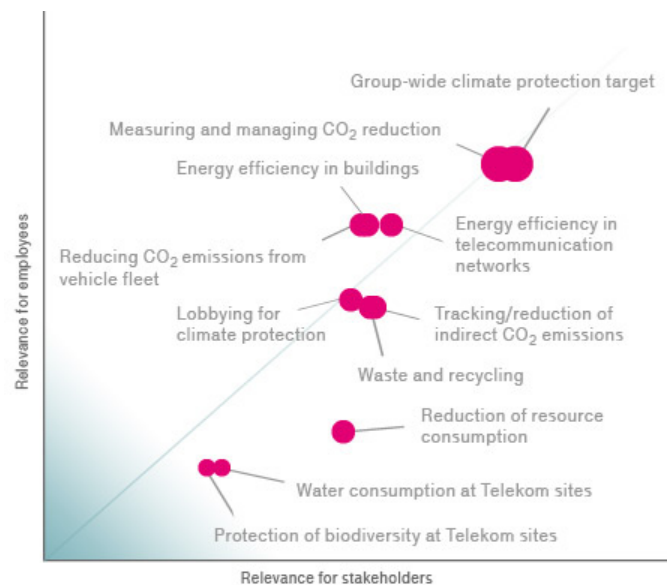 Group-wide climate protection target
Measuring and managing CO₂ reduction
Energy efficiency in buildings
Energy efficiency in
telecommunication
networks
Reducing CO₂ emissions from
vehicle fleet
Lobbying for
climate protection
Tracking/reduction of
indirect CO₂ emissions
Waste and recycling
Reduction of resource
consumption
Water consumption at Telekom sites
Protection of biodiversity at Telekom sites
Relevance for employees
Relevance for stakeholders